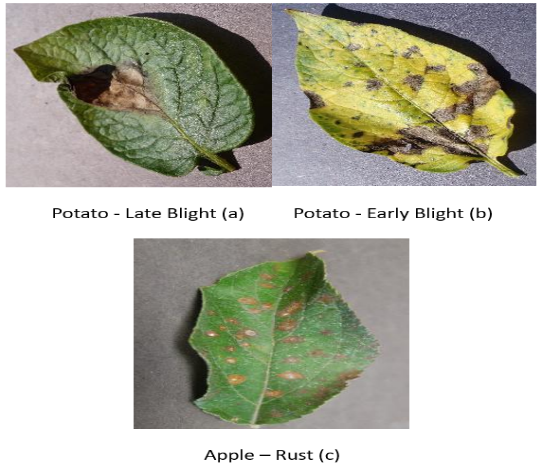 Potato - Late Blight (a)
Potato - Early Blight (b)
Apple – Rust (c)